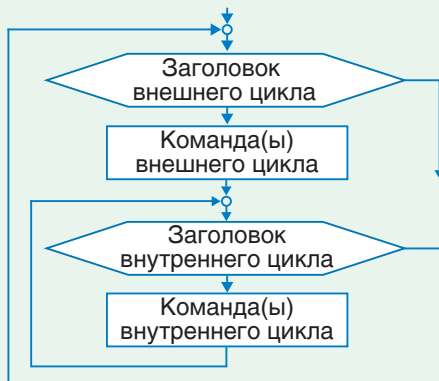 Заголовок
внешнего цикла
Команда(ы)
внешнего цикла
Заголовок
внутреннего цикла
Команда(ы)
внутреннего цикла